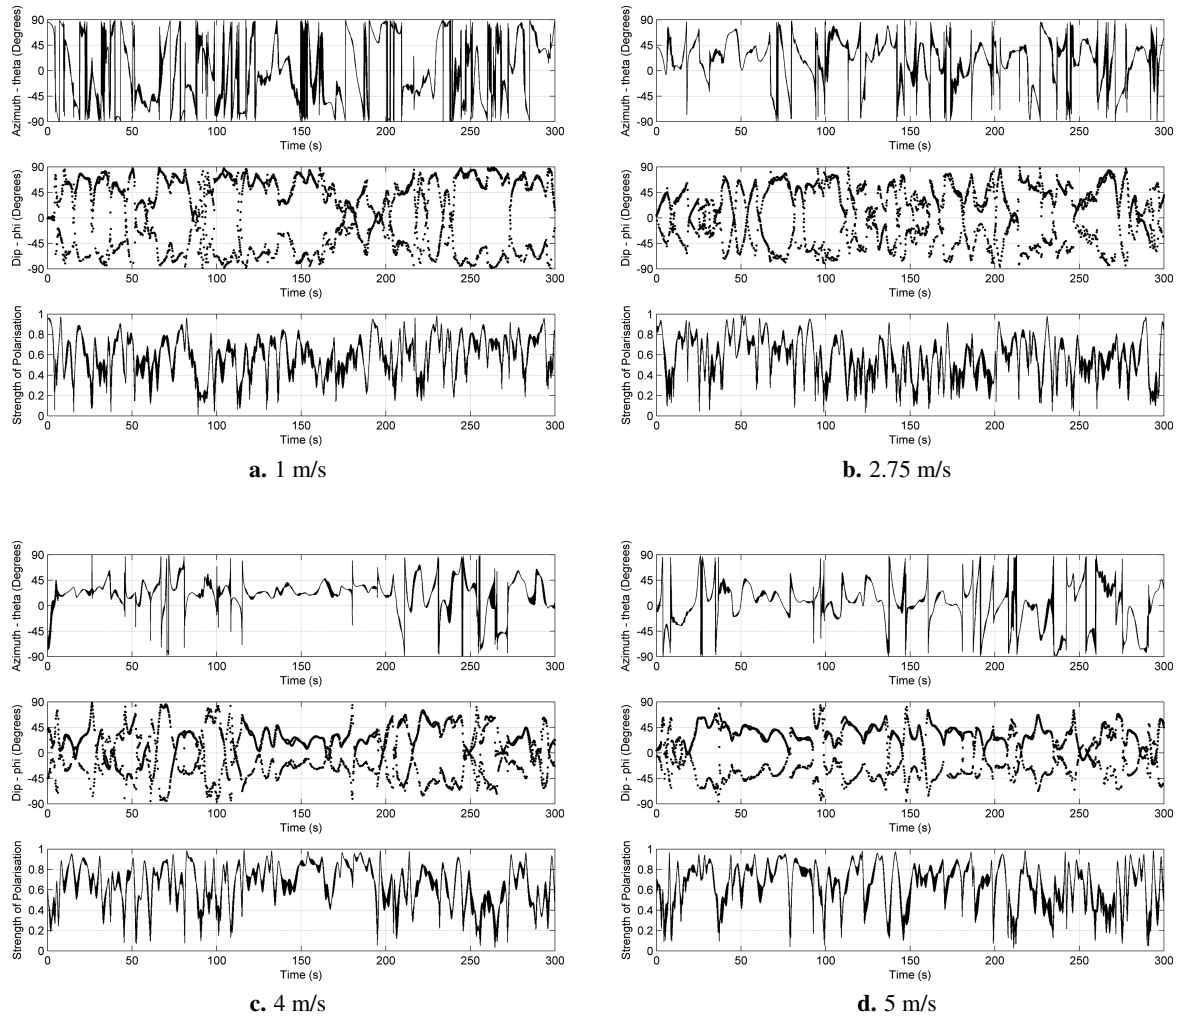 Azimuth - theta (Degrees)
90
45
0
-45
-90
0 50 100 150 200 250 300
Time (s)
Dip - phi (Degrees)
90
45
0
-45
-90
0 50 100 150 200 250 300
Time (s)
Strength of Polarisation
1
0.8
0.6
0.4
0.2
0
0 50 100 150 200 250 300
Time (s)
a. 1 m/s
Azimuth - theta (Degrees)
90
45
0
-45
-90
0 50 100 150 200 250 300
Time (s)
Dip - phi (Degrees)
90
45
0
-45
-90
0 50 100 150 200 250 300
Time (s)
Strength of Polarisation
1
0.8
0.6
0.4
0.2
0
0 50 100 150 200 250 300
Time (s)
b. 2.75 m/s
Azimuth - theta (Degrees)
90
45
0
-45
-90
0 50 100 150 200 250 300
Time (s)
Dip - phi (Degrees)
90
45
0
-45
-90
0 50 100 150 200 250 300
Time (s)
Strength of Polarisation
1
0.8
0.6
0.4
0.2
0
0 50 100 150 200 250 300
Time (s)
c. 4 m/s
Azimuth - theta (Degrees)
90
45
0
-45
-90
0 50 100 150 200 250 300
Time (s)
Dip - phi (Degrees)
90
45
0
-45
-90
0 50 100 150 200 250 300
Time (s)
Strength of Polarisation
1
0.8
0.6
0.4
0.2
0
0 50 100 150 200 250 300
Time (s)
d. 5 m/s